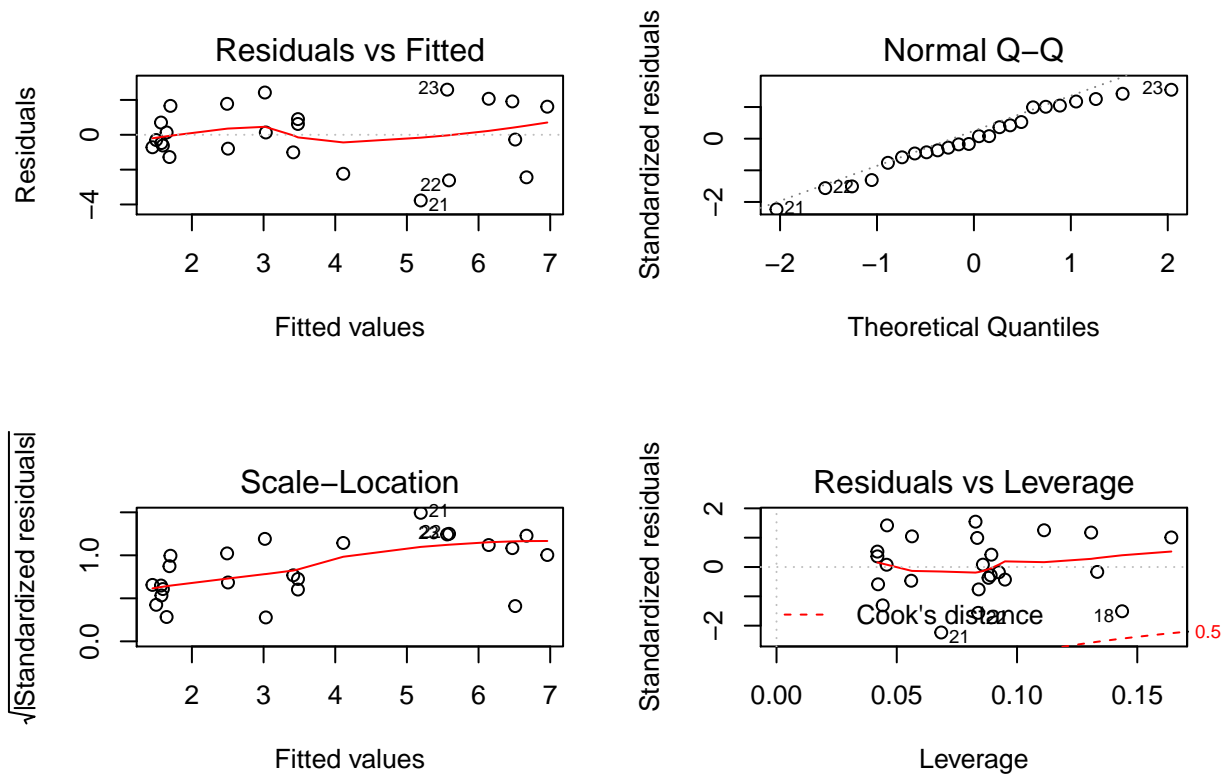 Residuals vs Fitted
Residuals
0
−4
23
22
21
2 3 4 5 6 7
Fitted values
Normal Q−Q
Standardized residuals
0
−2
23
22
21
−2 −1 0 1 2
Theoretical Quantiles
Scale−Location
√|Standardized residuals|
1.0
0.0
21
22
23
2 3 4 5 6 7
Fitted values
Residuals vs Leverage
Standardized residuals
2
0
−2
Cook's distance
22
18
21
0.5
0.00 0.05 0.10 0.15
Leverage